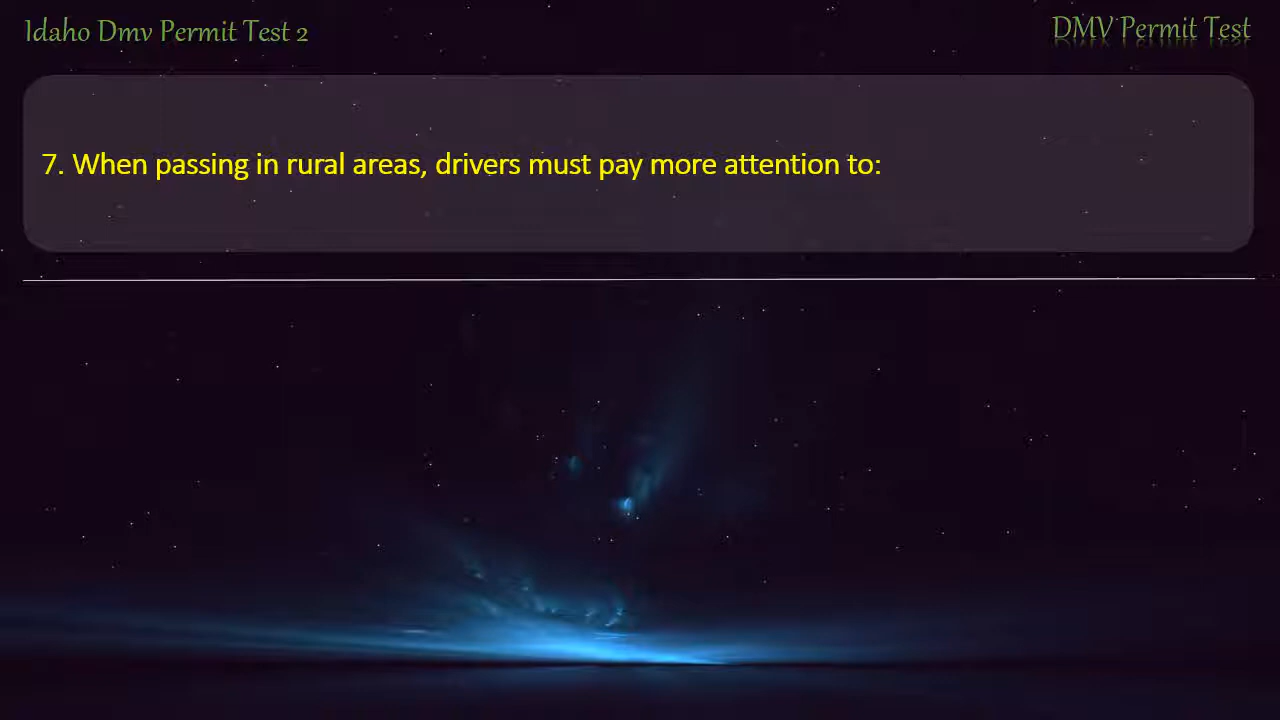 Idaho Dmv Permit Test 2
DMV Permit Test
7. When passing in rural areas, drivers must pay more attention to: